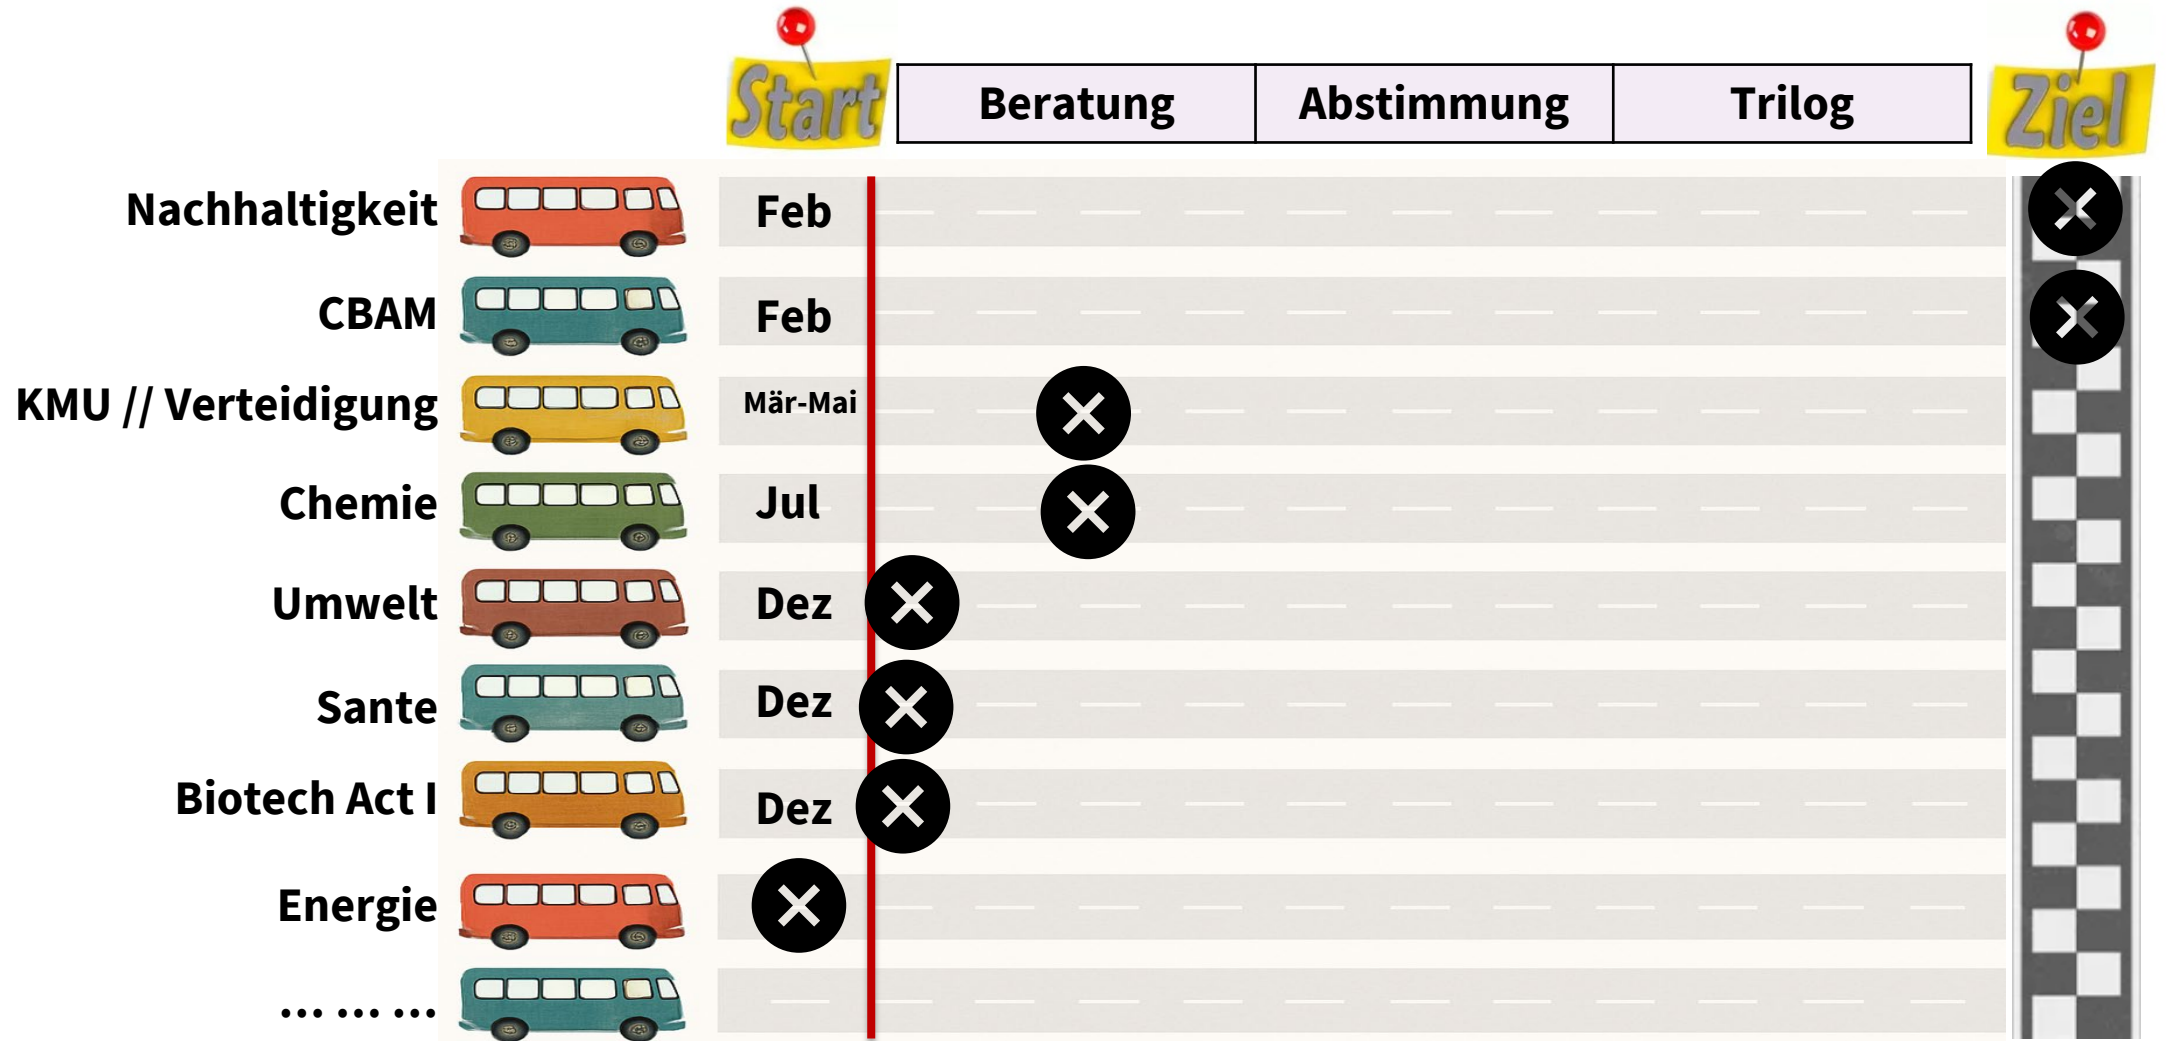 Start
Beratung
Abstimmung
Trilog
Ziel
Nachhaltigkeit
Feb
CBAM
Feb
KMU // Verteidigung
Mär-Mai
Chemie
Jul
Umwelt
Dez
Sante
Dez
Biotech Act I
Dez
Energie
... ... ...